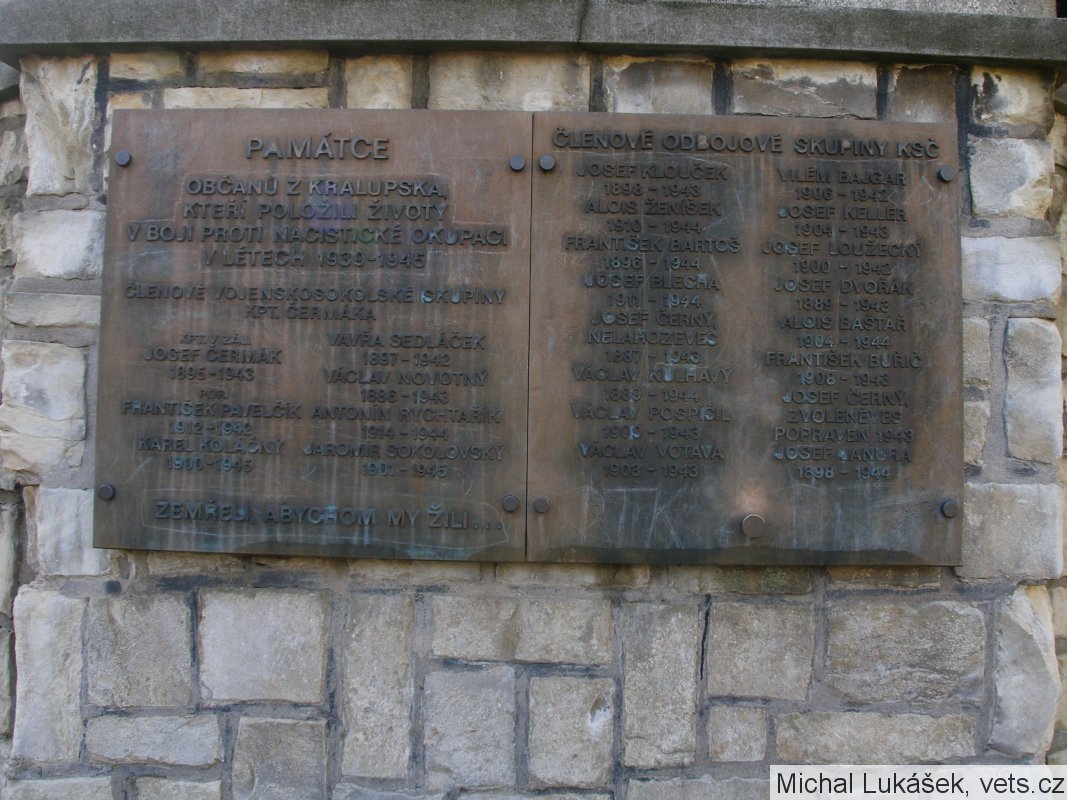 PAMÁTCE
OBČANŮ Z KRALUPSKA,
KTEŘÍ POLOŽILI ŽIVOTY
V BOJI PROTI NACISTICKÉ OKUPACI
V LÉTECH 1939-1945
ČLENOVÉ VOJENSKOSOKOLSKÉ SKUPINY
KPT. ČERMÁKA
KPT. V ZÁL.
JOSEF ČERMÁK
1895-1943
POR.
FRANTIŠEK PAVELČÍK
1912-1942
KAREL KOLAČNÝ
1900-1945
VAVŘA SEDLÁČEK
1897-1942
VÁCLAV NOVOTNÝ
1886-1943
ANTONÍN RYCHTAŘÍK
1914-1944
JAROMÍR SOKOLOVSKÝ
1901-1945
ZEMŘELI, ABYCHOM MY ŽILI...
ČLENOVÉ ODBOJOVÉ SKUPINY KSČ
JOSEF KLOUČEK
1898-1943
ALOIS ŽENÍŠEK
1910-1944
FRANTIŠEK BARTOŠ
1896-1944
JOSEF BLECHA
1911-1944
JOSEF ČERNÝ,
NELAHOZEVES
1887-1943
VÁCLAV KULHAVÝ
1889-1944
VÁCLAV POSPÍŠIL
1909-1943
VÁCLAV VOTAVA
1903-1943
VILÉM BAJGAR
1906-1942
JOSEF KELLER
1904-1943
JOSEF LOUŽECKÝ
1900-1942
JOSEF DVOŘÁK
1889-1943
ALOIS BAŠTÁŘ
1904-1944
FRANTIŠEK BUŘIČ
1908-1943
JOSEF ČERNÝ,
ZVOLENĚVES
POPRAVEN 1943
JOSEF JANDRA
1898-1944
Michal Lukášek, vets.cz